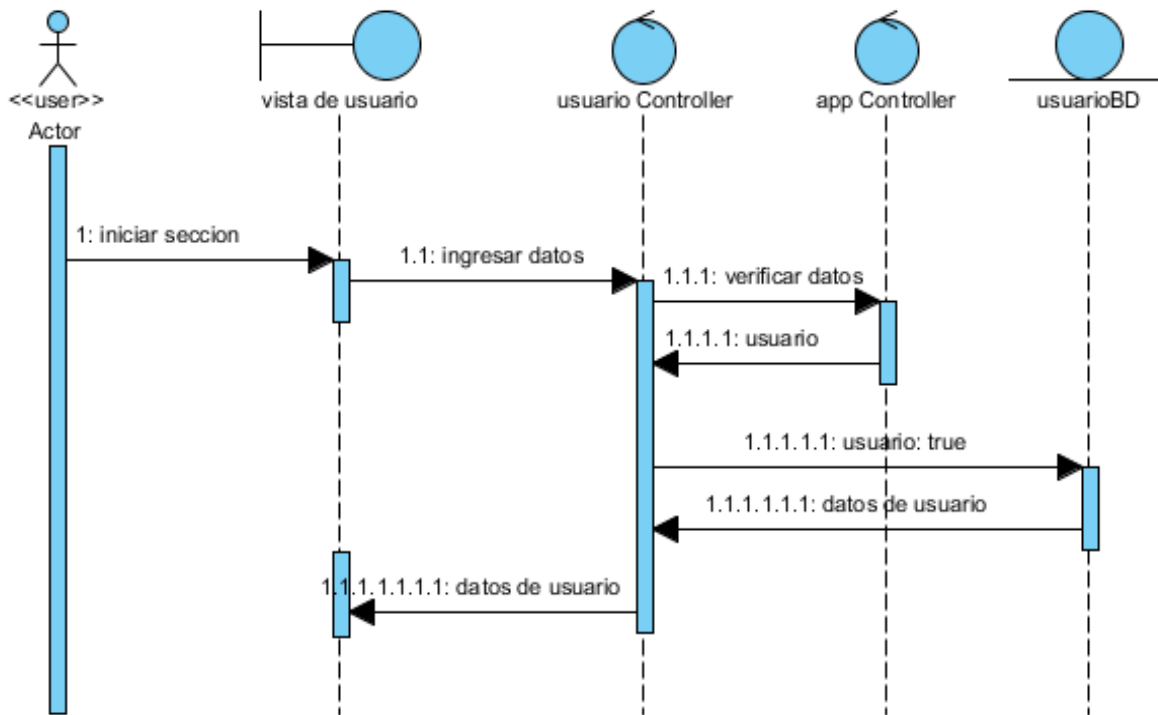 <<user>>
Actor
vista de usuario
usuario Controller
app Controller
usuarioBD
1: iniciar seccion
1.1: ingresar datos
1.1.1: verificar datos
1.1.1.1: usuario
1.1.1.1.1: usuario: true
1.1.1.1.1.1: datos de usuario
1.1.1.1.1.1.1: datos de usuario